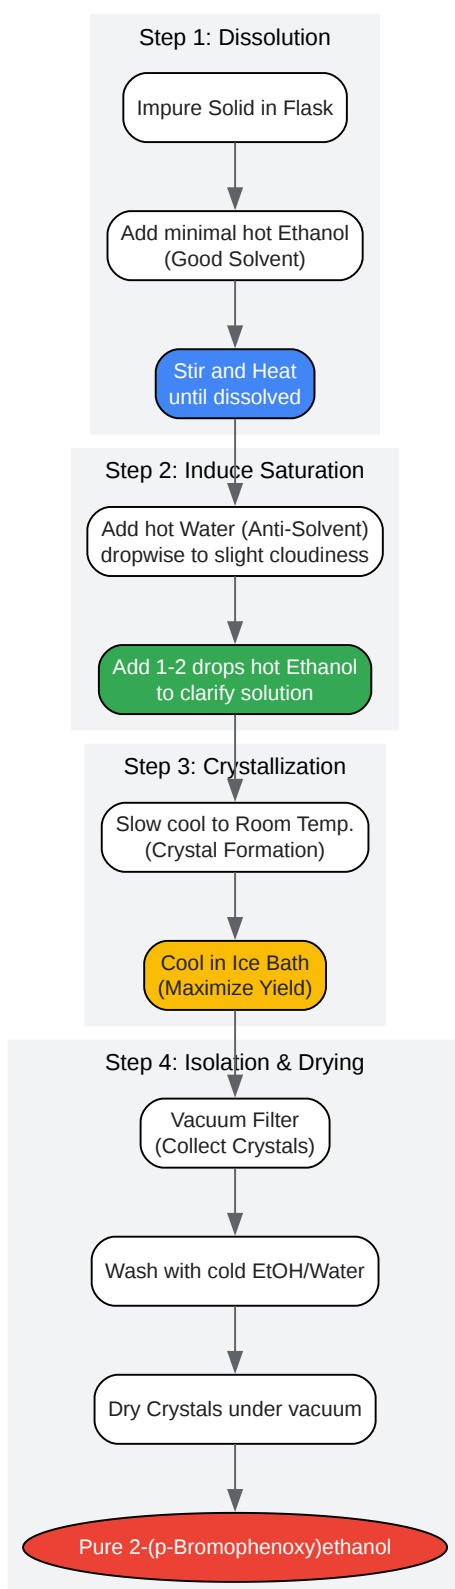 Step 1: Dissolution
Impure Solid in Flask
Add minimal hot Ethanol
(Good Solvent)
Stir and Heat
until dissolved
Step 2: Induce Saturation
Add hot Water (Anti-Solvent)
dropwise to slight cloudiness
Add 1-2 drops hot Ethanol
to clarify solution
Step 3: Crystallization
Slow cool to Room Temp.
(Crystal Formation)
Cool in Ice Bath
(Maximize Yield)
Step 4: Isolation & Drying
Vacuum Filter
(Collect Crystals)
Wash with cold EtOH/Water
Dry Crystals under vacuum
Pure 2-(p-Bromophenoxy)ethanol